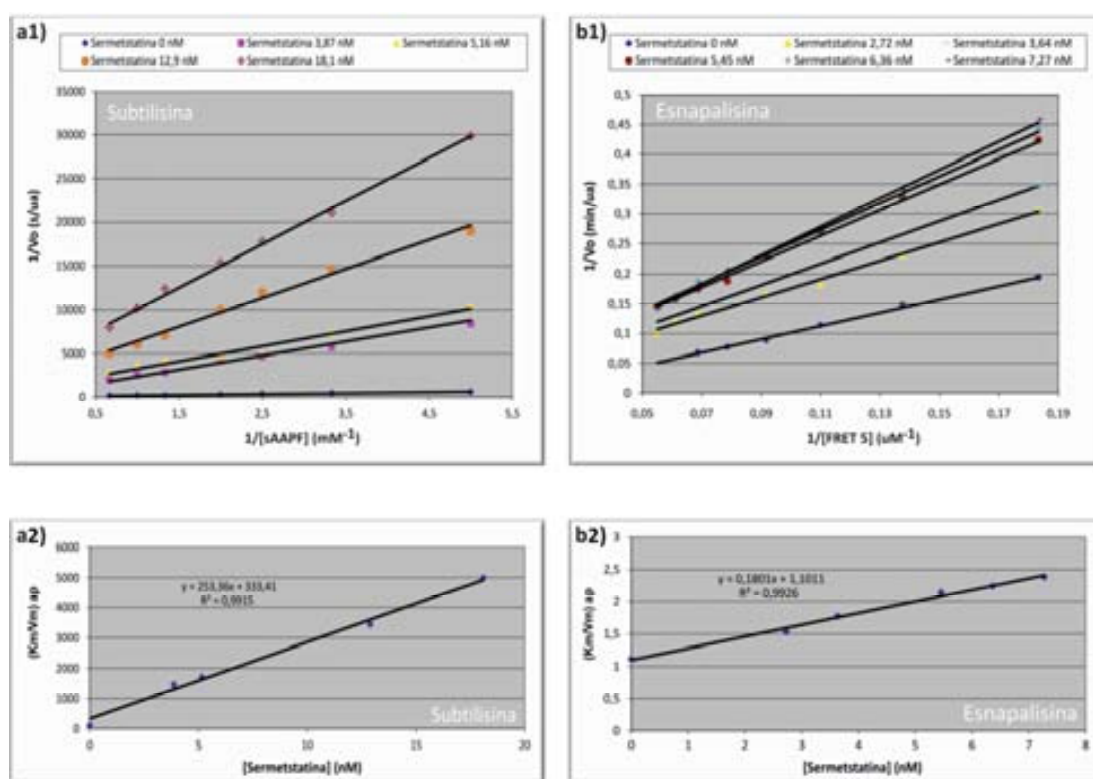 a1)
Sermetstatina 0 nM Sermetstatina 3,87 nM Sermetstatina 5,16 nM
Sermetstatina 12,9 nM Sermetstatina 18,1 nM
Subtilisina
35000
30000
25000
20000
15000
10000
5000
0
1/Vo (s/ua)
0,5 1,5 2,5 3,5 4,5 5,5
1/[sAAPF] (mM-1)
b1)
Sermetstatina 0 nM Sermetstatina 2,72 nM Sermetstatina 3,64 nM
Sermetstatina 5,45 nM Sermetstatina 6,36 nM Sermetstatina 7,27 nM
Esnapalisina
0,5
0,45
0,4
0,35
0,3
0,25
0,2
0,15
0,1
0,05
0
1/Vo (min/ua)
0,05 0,07 0,09 0,11 0,13 0,15 0,17 0,19
1/[FRET 5] (uM-1)
a2)
6000
5000
4000
3000
2000
1000
0
(Km/Vm) ap
y = 253,36x + 333,41
R² = 0,9915
Subtilisina
0 5 10 15 20
[Sermetstatina] (nM)
b2)
3
2,5
2
1,5
1
0,5
0
(Km/Vm) ap
y = 0,1801x + 1,1011
R² = 0,9926
Esnapalisina
0 1 2 3 4 5 6 7 8
[Sermetstatina] (nM)